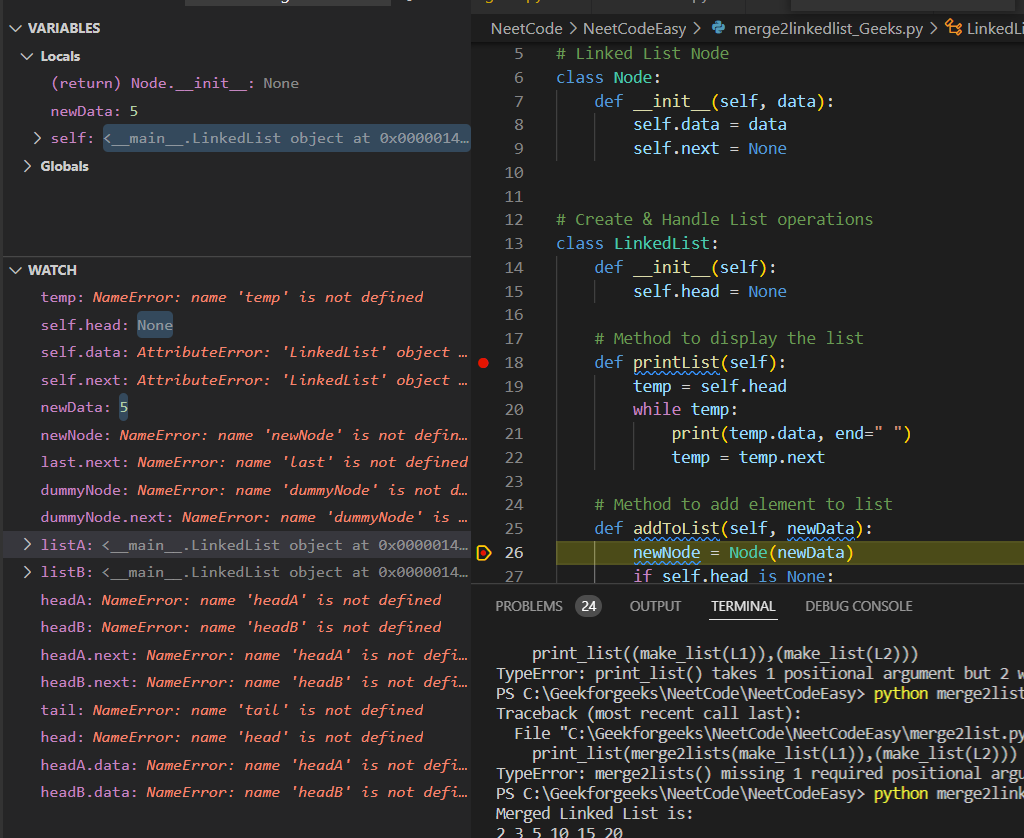 VARIABLES
Locals
(return) Node.__init__: None
newData: 5
self: <__main__.LinkedList object at 0x0000014…
Globals
WATCH
temp: NameError: name 'temp' is not defined
self.head: None
self.data: AttributeError: 'LinkedList' object …
self.next: AttributeError: 'LinkedList' object …
newData: 5
newNode: NameError: name 'newNode' is not defin…
last.next: NameError: name 'last' is not defined
dummyNode: NameError: name 'dummyNode' is not d…
dummyNode.next: NameError: name 'dummyNode' is …
listA: <__main__.LinkedList object at 0x0000014…
listB: <__main__.LinkedList object at 0x0000014…
headA: NameError: name 'headA' is not defined
headB: NameError: name 'headB' is not defined
headA.next: NameError: name 'headA' is not defi…
headB.next: NameError: name 'headB' is not defi…
tail: NameError: name 'tail' is not defined
head: NameError: name 'head' is not defined
headA.data: NameError: name 'headA' is not defi…
headB.data: NameError: name 'headB' is not defi…
NeetCode > NeetCodeEasy > merge2linkedlist_Geeks.py > LinkedLi
5 # Linked List Node
6 class Node:
7 def __init__(self, data):
8 self.data = data
9 self.next = None
10
11
12 # Create & Handle List operations
13 class LinkedList:
14 def __init__(self):
15 self.head = None
16
17 # Method to display the list
18 def printList(self):
19 temp = self.head
20 while temp:
21 print(temp.data, end=" ")
22 temp = temp.next
23
24 # Method to add element to list
25 def addToList(self, newData):
26 newNode = Node(newData)
27 if self.head is None:
PROBLEMS 24 OUTPUT TERMINAL DEBUG CONSOLE
print_list((make_list(L1)),(make_list(L2)))
TypeError: print_list() takes 1 positional argument but 2 w
PS C:\Geekforgeeks\NeetCode\NeetCodeEasy> python merge2list
Traceback (most recent call last):
File "C:\Geekforgeeks\NeetCode\NeetCodeEasy\merge2list.py
print_list(merge2lists(make_list(L1)),(make_list(L2)))
TypeError: merge2lists() missing 1 required positional argu
PS C:\Geekforgeeks\NeetCode\NeetCodeEasy> python merge2link
Merged Linked List is:
2 3 5 10 15 20